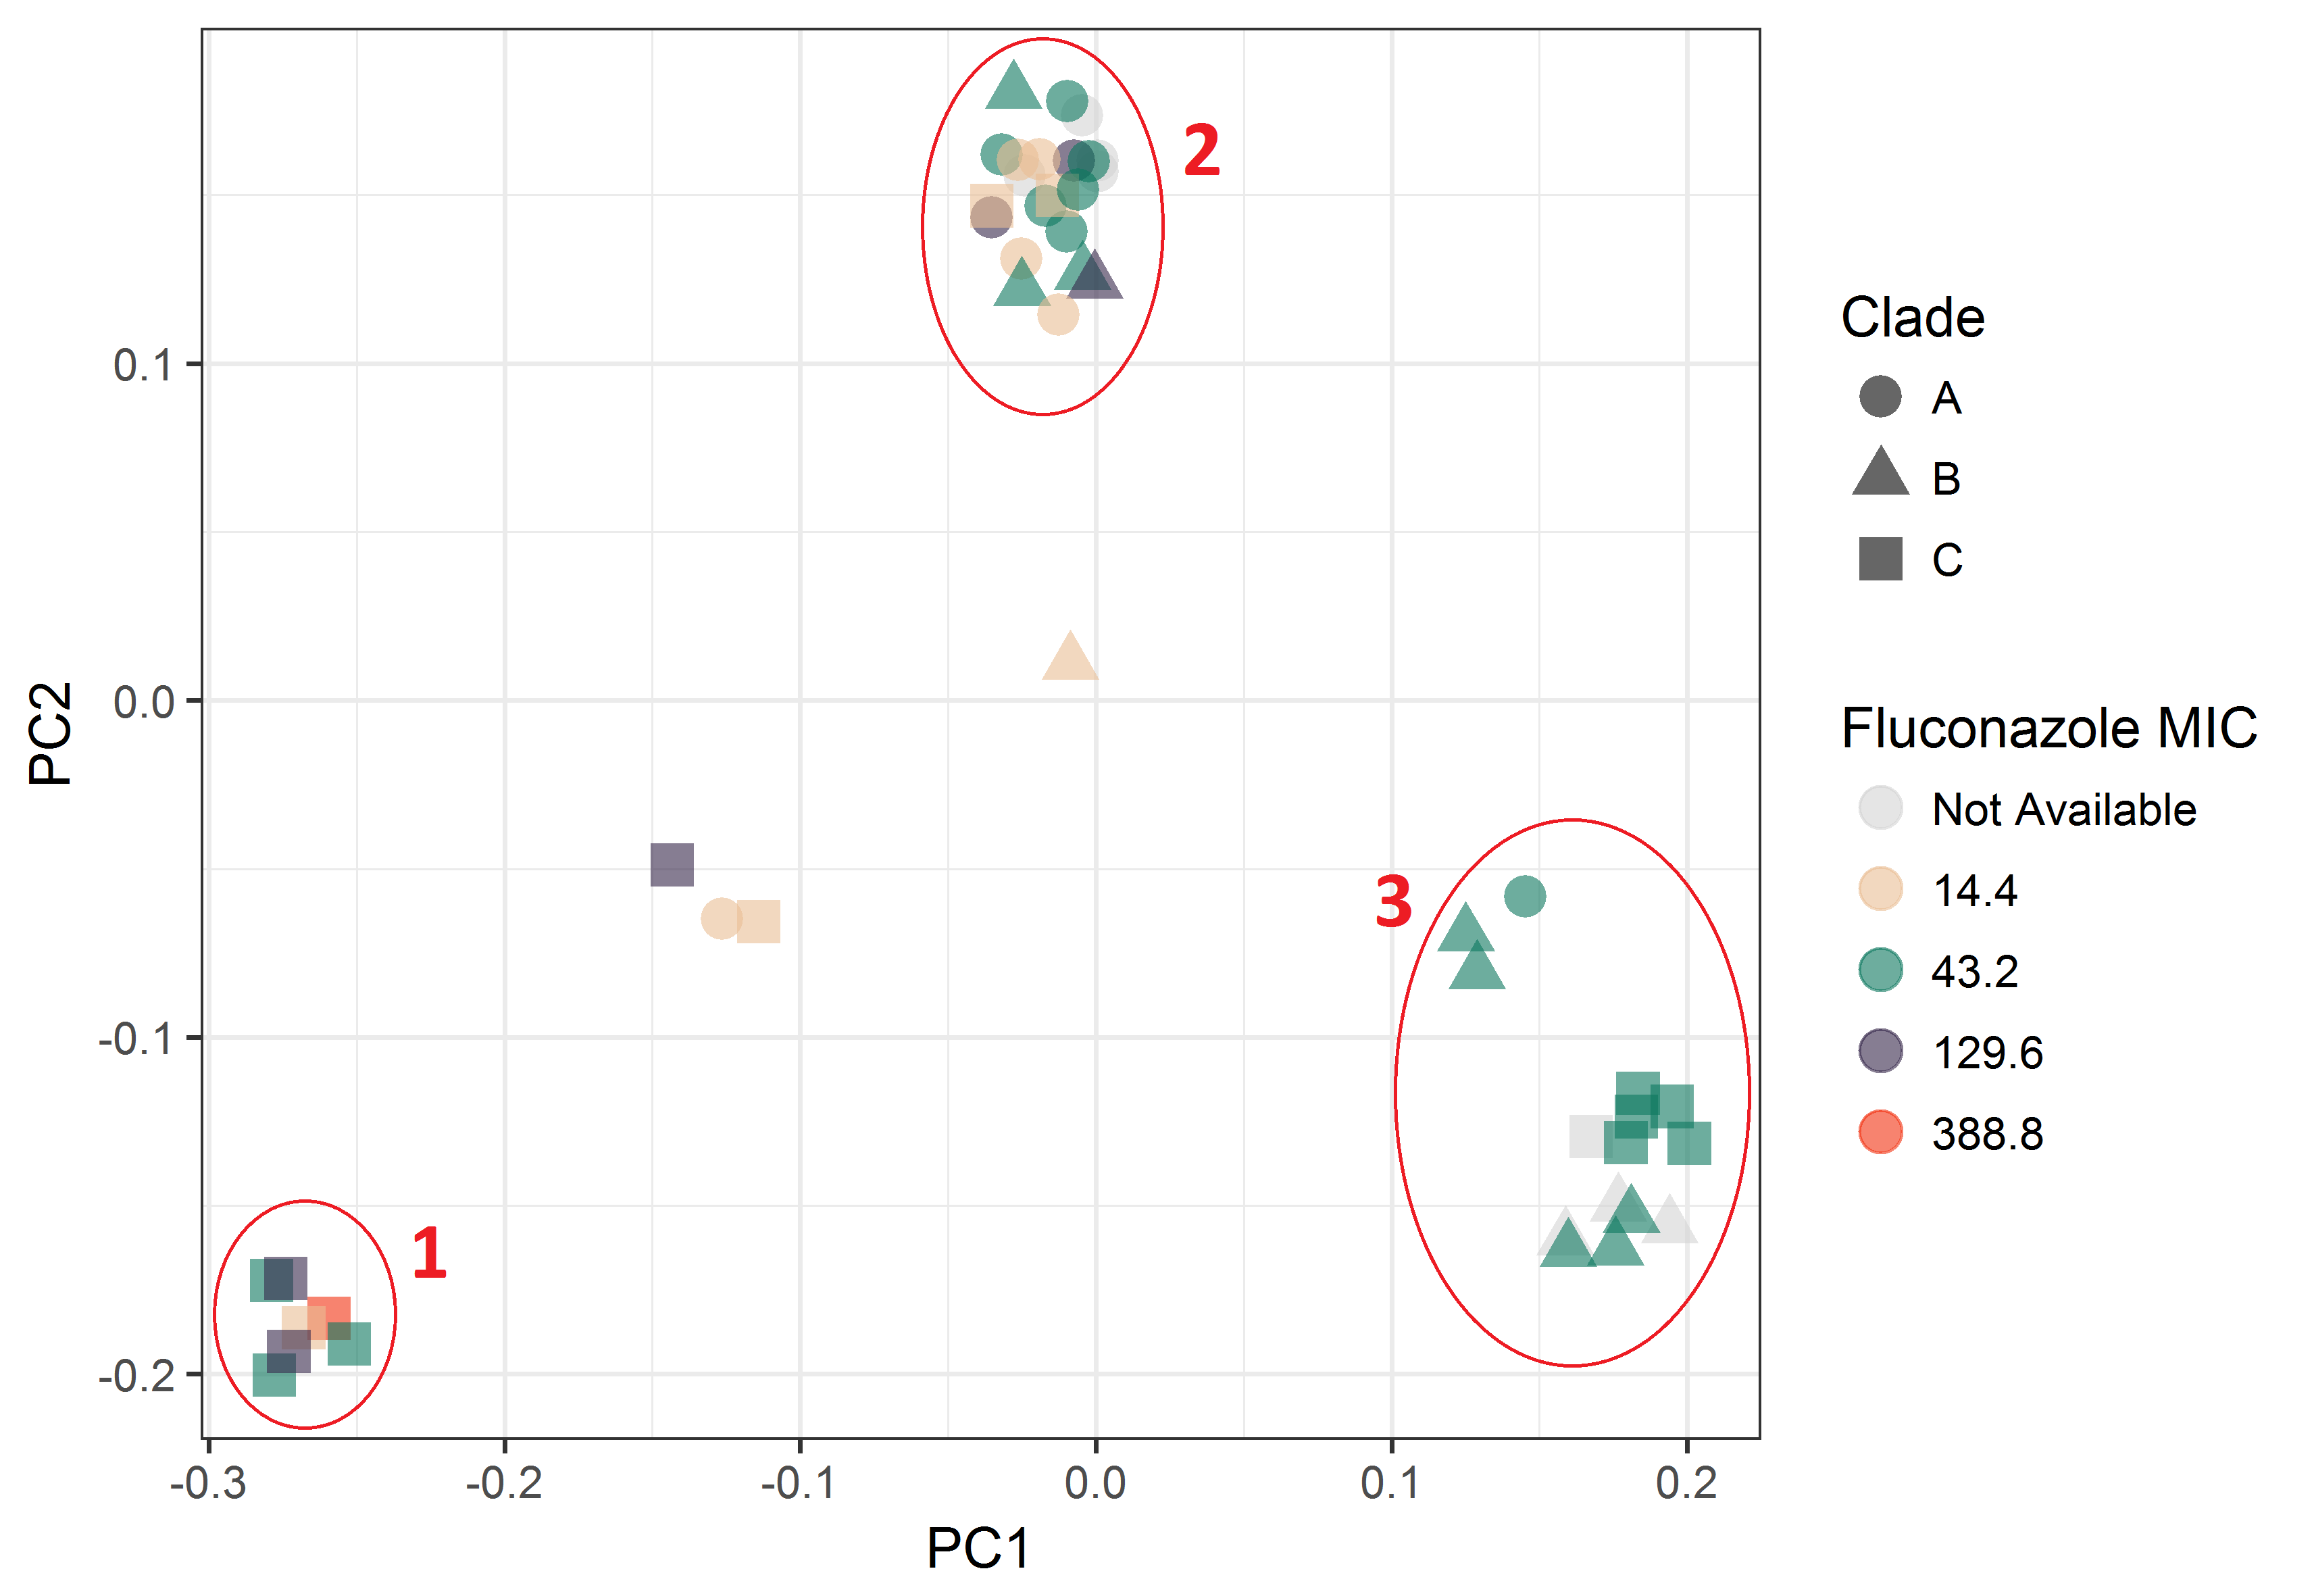 2
0.1
0.0
PC2
3
-0.1
1
-0.2
-0.3 -0.2 -0.1 0.0 0.1 0.2
PC1
Clade
A
B
C
Fluconazole MIC
Not Available
14.4
43.2
129.6
388.8